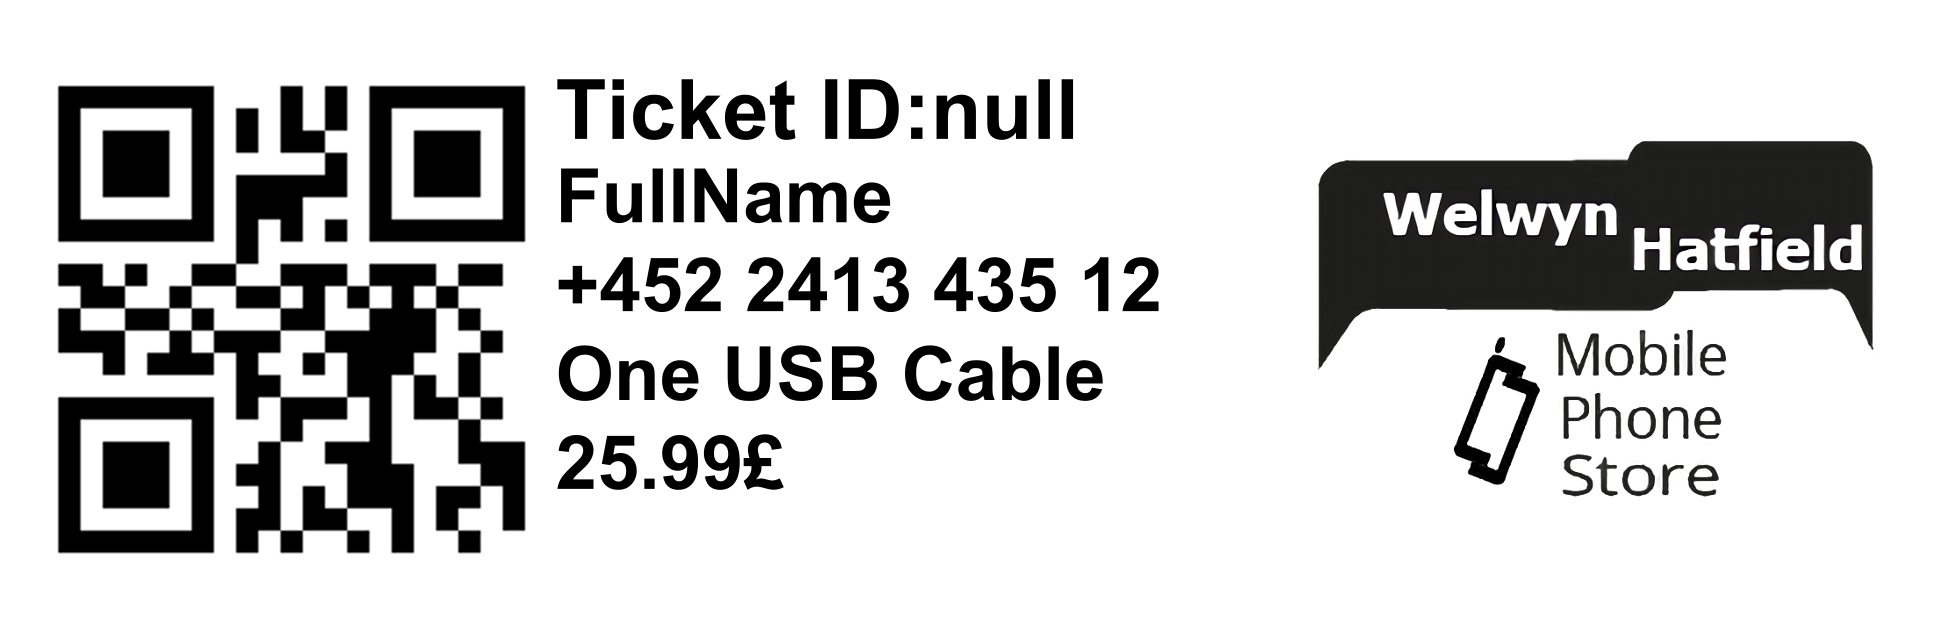 Ticket ID:null
FullName
+452 2413 435 12
One USB Cable
25.99£
Welwyn
Hatfield
Mobile
Phone
Store